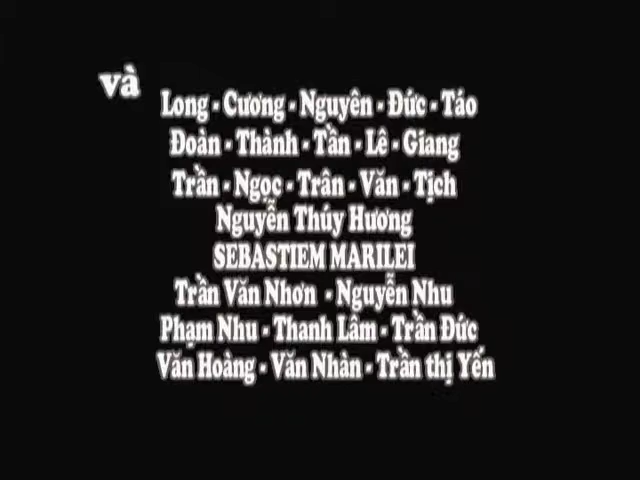 và
Long - Cương - Nguyên - Đức - Táo
Đoàn - Thành - Tần - Lê - Giang
Trần - Ngọc - Trân - Văn - Tịch
Nguyễn Thúy Hương
SEBASTIEM MARILEI
Trần Văn Nhơn - Nguyễn Nhu
Phạm Nhu - Thanh Lâm - Trần Đức
Văn Hoàng - Văn Nhàn - Trần thị Yến